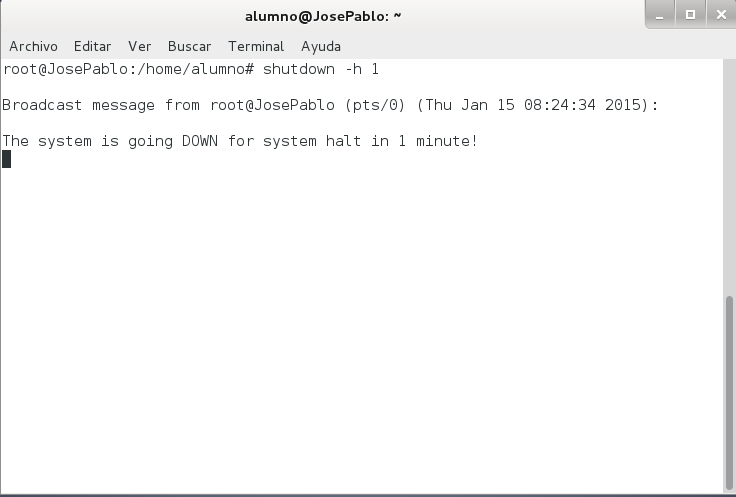 alumno@JosePablo: ~
Archivo Editar Ver Buscar Terminal Ayuda
root@JosePablo:/home/alumno# shutdown -h 1
Broadcast message from root@JosePablo (pts/0) (Thu Jan 15 08:24:34 2015):
The system is going DOWN for system halt in 1 minute!